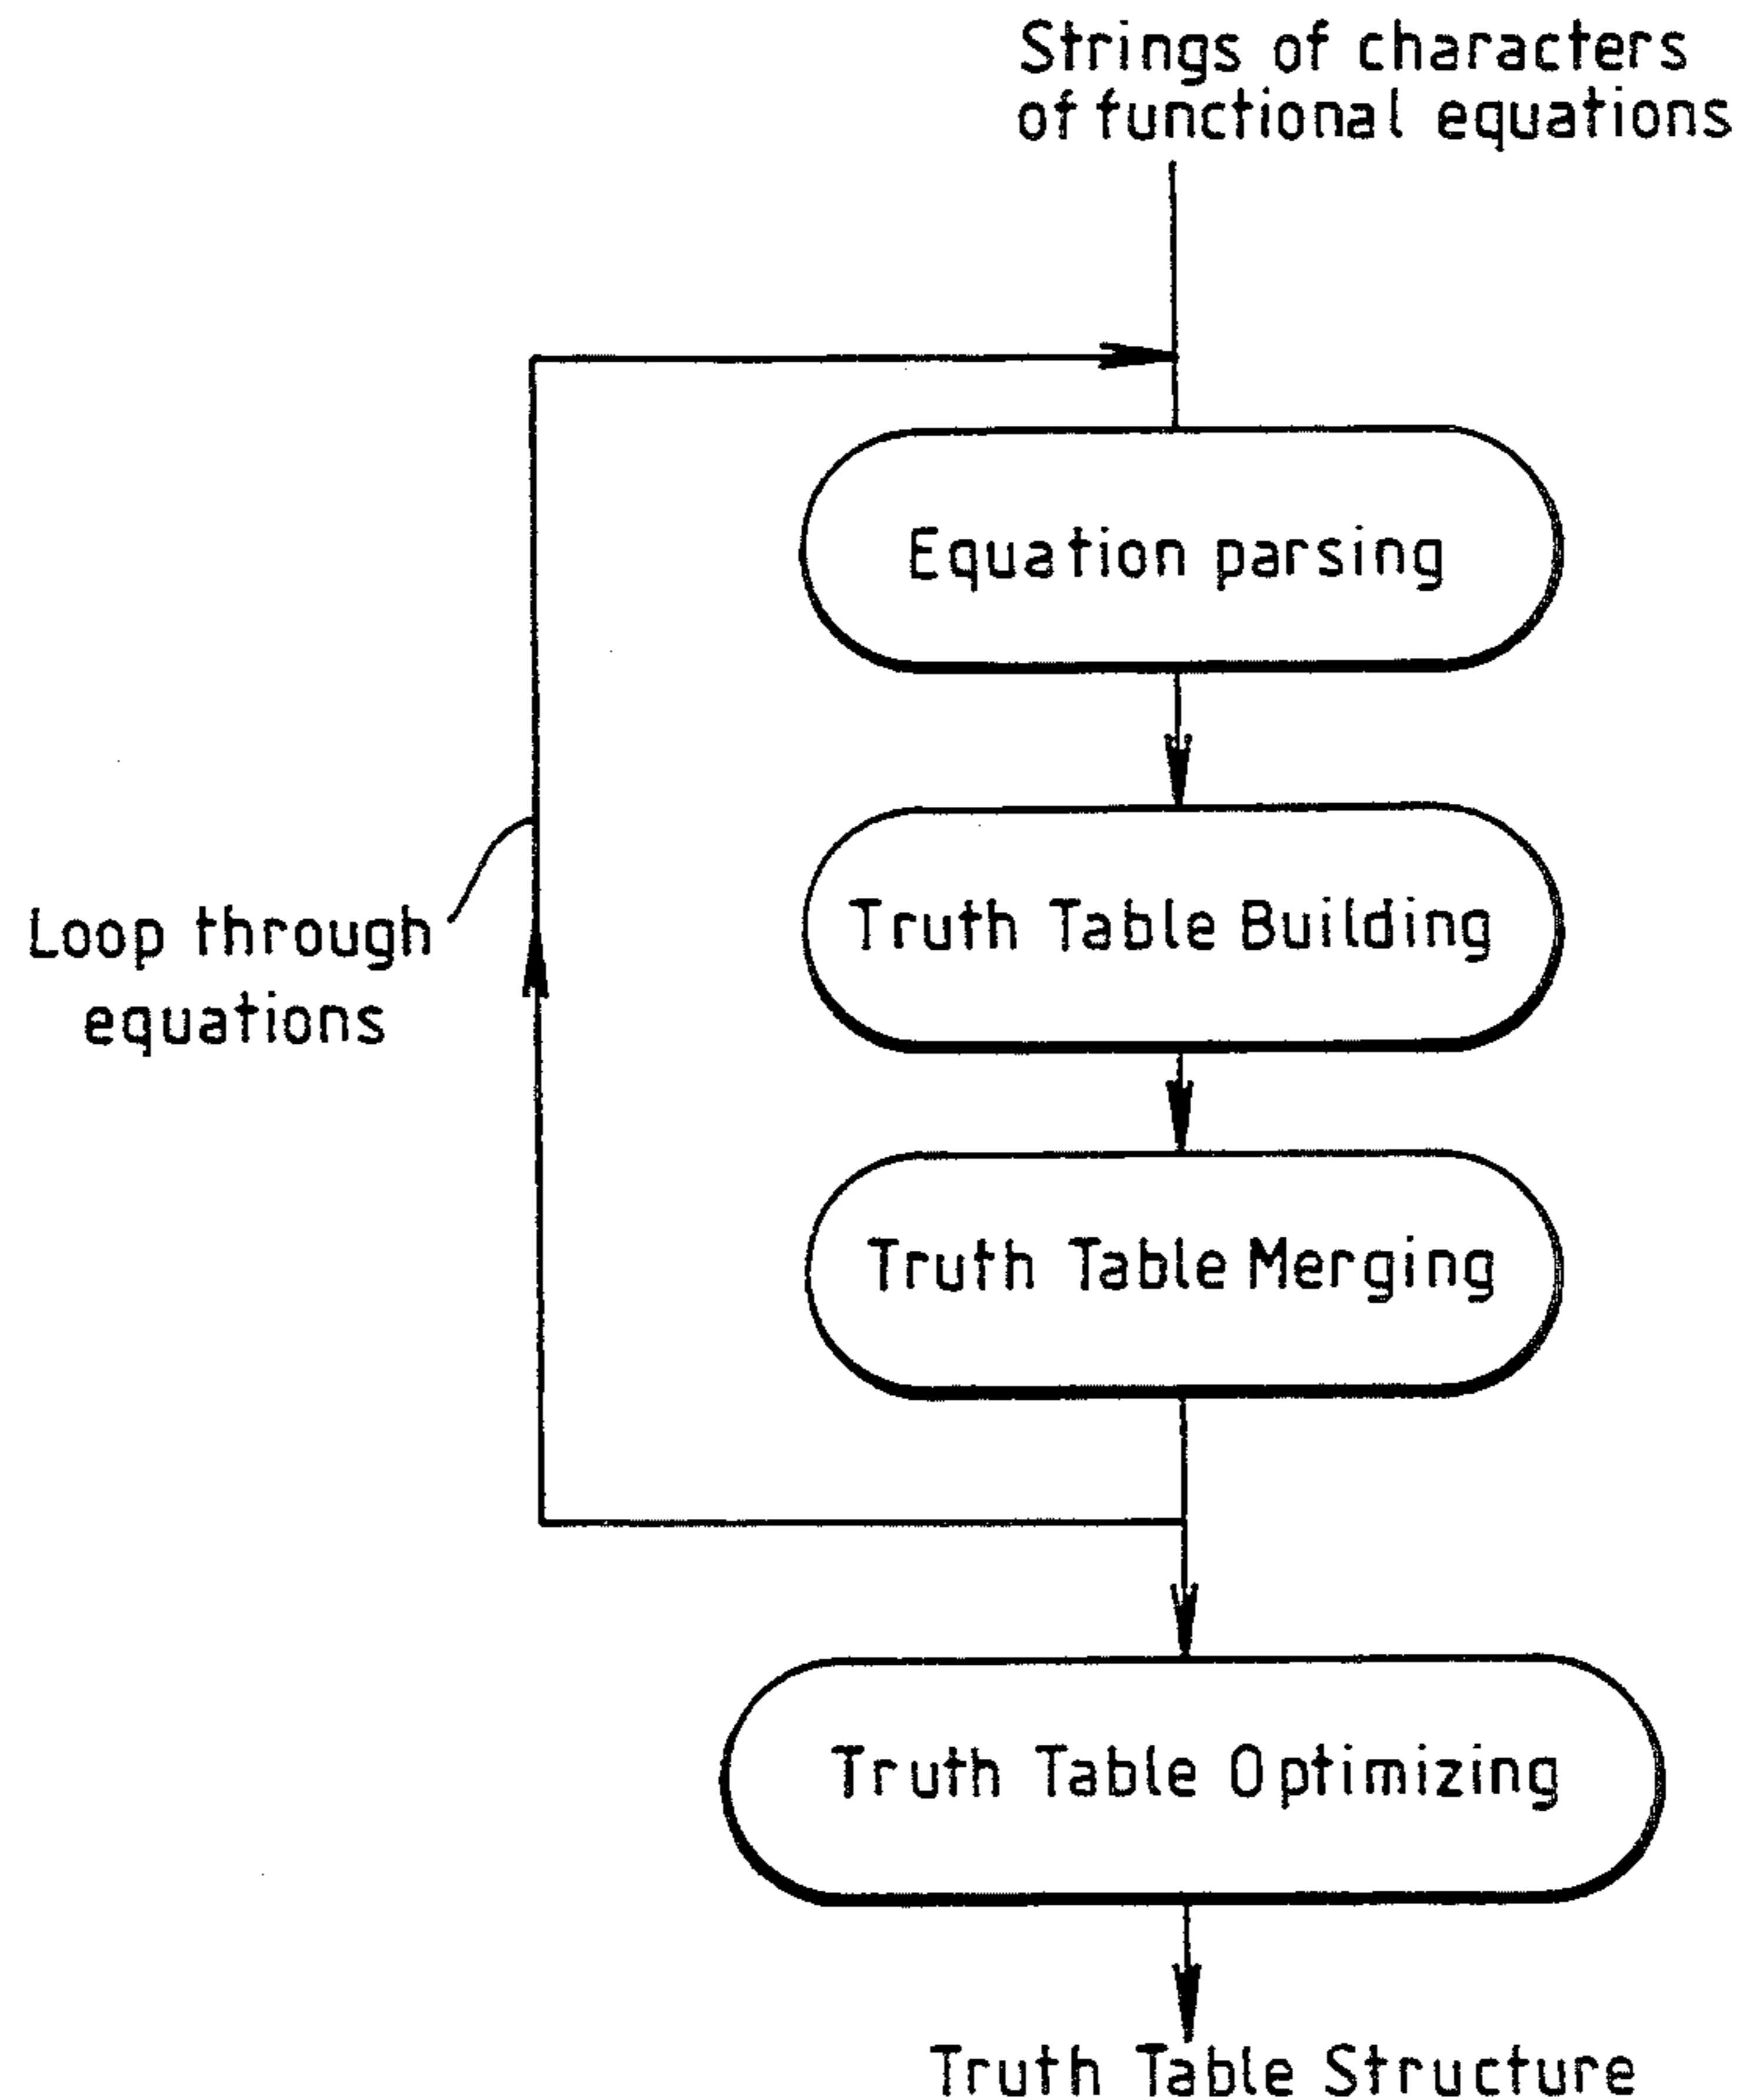 Strings of characters
of functional equations
Equation parsing
Truth Table Building
Loop through
equations
Truth Table Merging
Truth Table Optimizing
Truth Table Structure